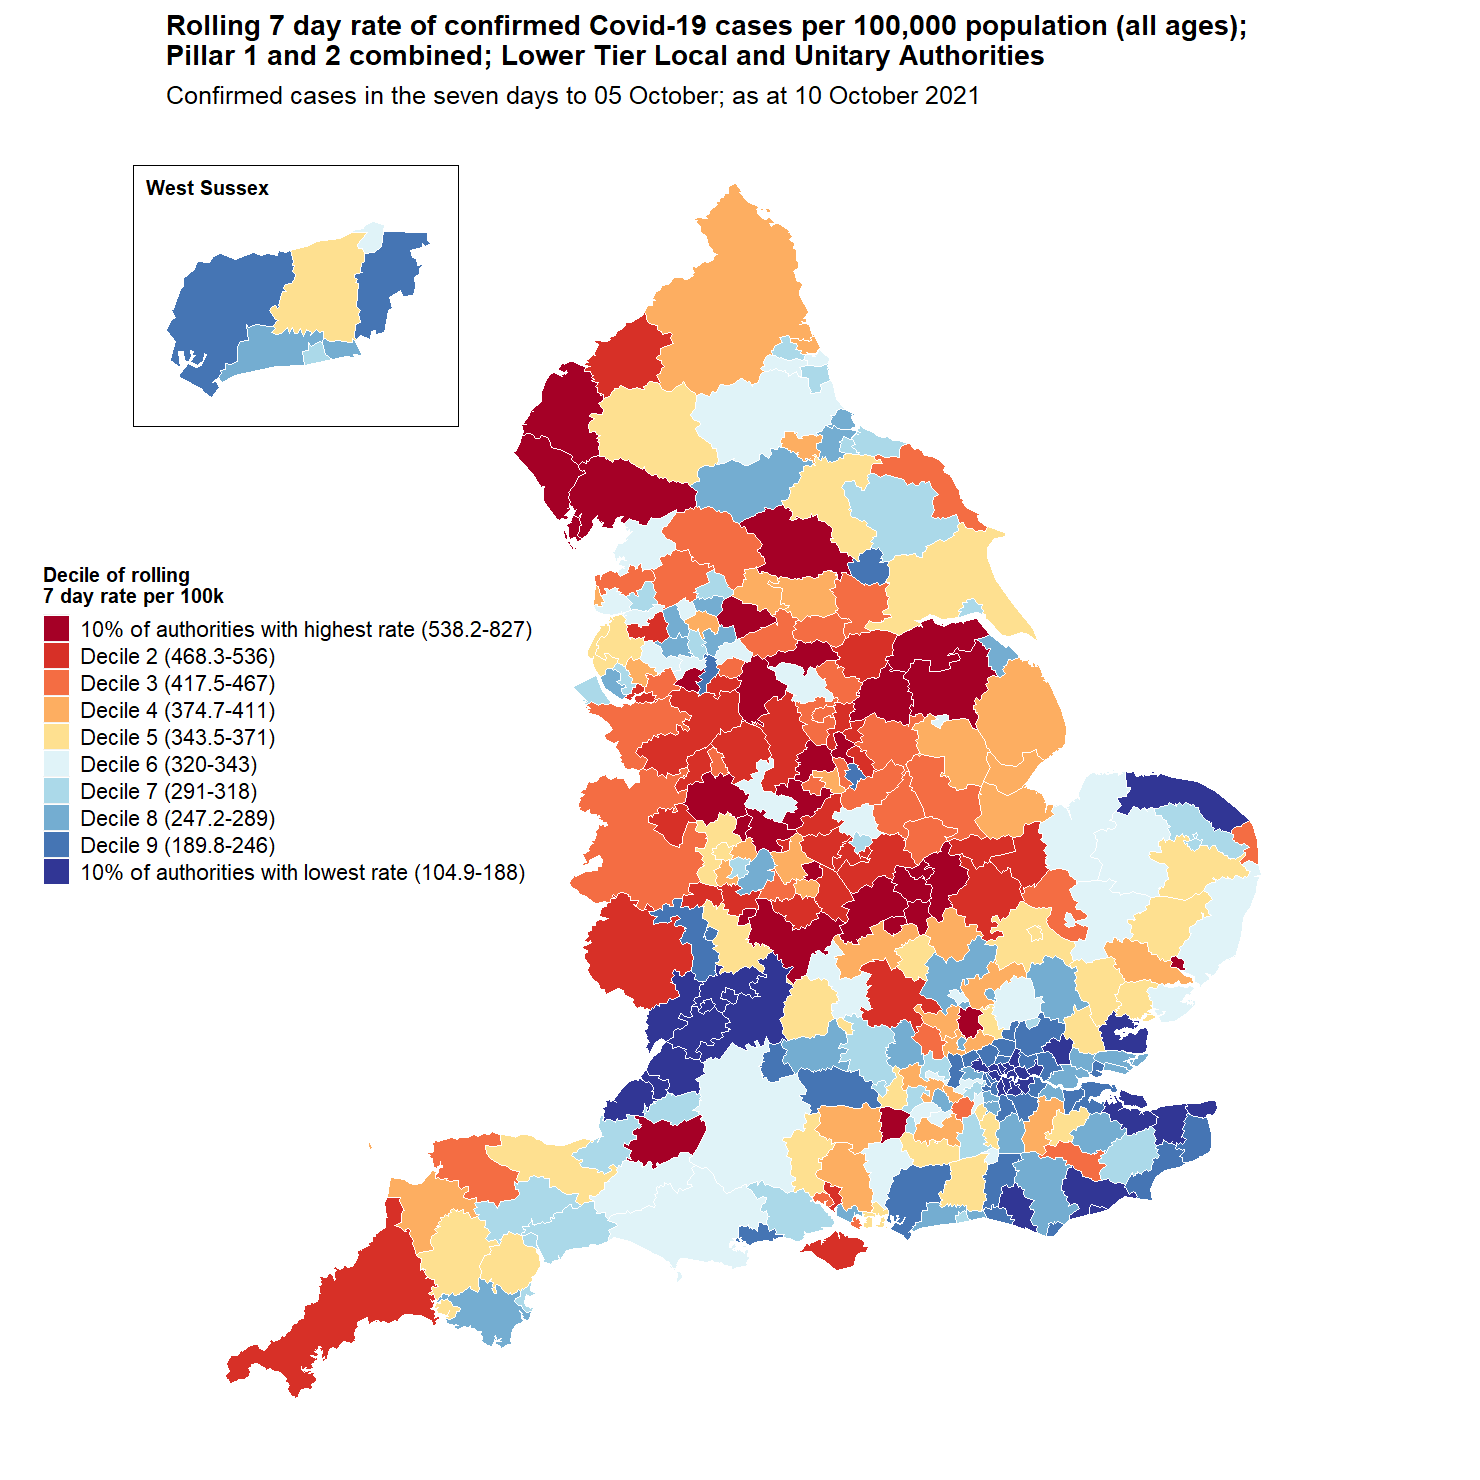 Rolling 7 day rate of confirmed Covid-19 cases per 100,000 population (all ages);
Pillar 1 and 2 combined; Lower Tier Local and Unitary Authorities
Confirmed cases in the seven days to 05 October; as at 10 October 2021
West Sussex
Decile of rolling
7 day rate per 100k
10% of authorities with highest rate (538.2-827)
Decile 2 (468.3-536)
Decile 3 (417.5-467)
Decile 4 (374.7-411)
Decile 5 (343.5-371)
Decile 6 (320-343)
Decile 7 (291-318)
Decile 8 (247.2-289)
Decile 9 (189.8-246)
10% of authorities with lowest rate (104.9-188)